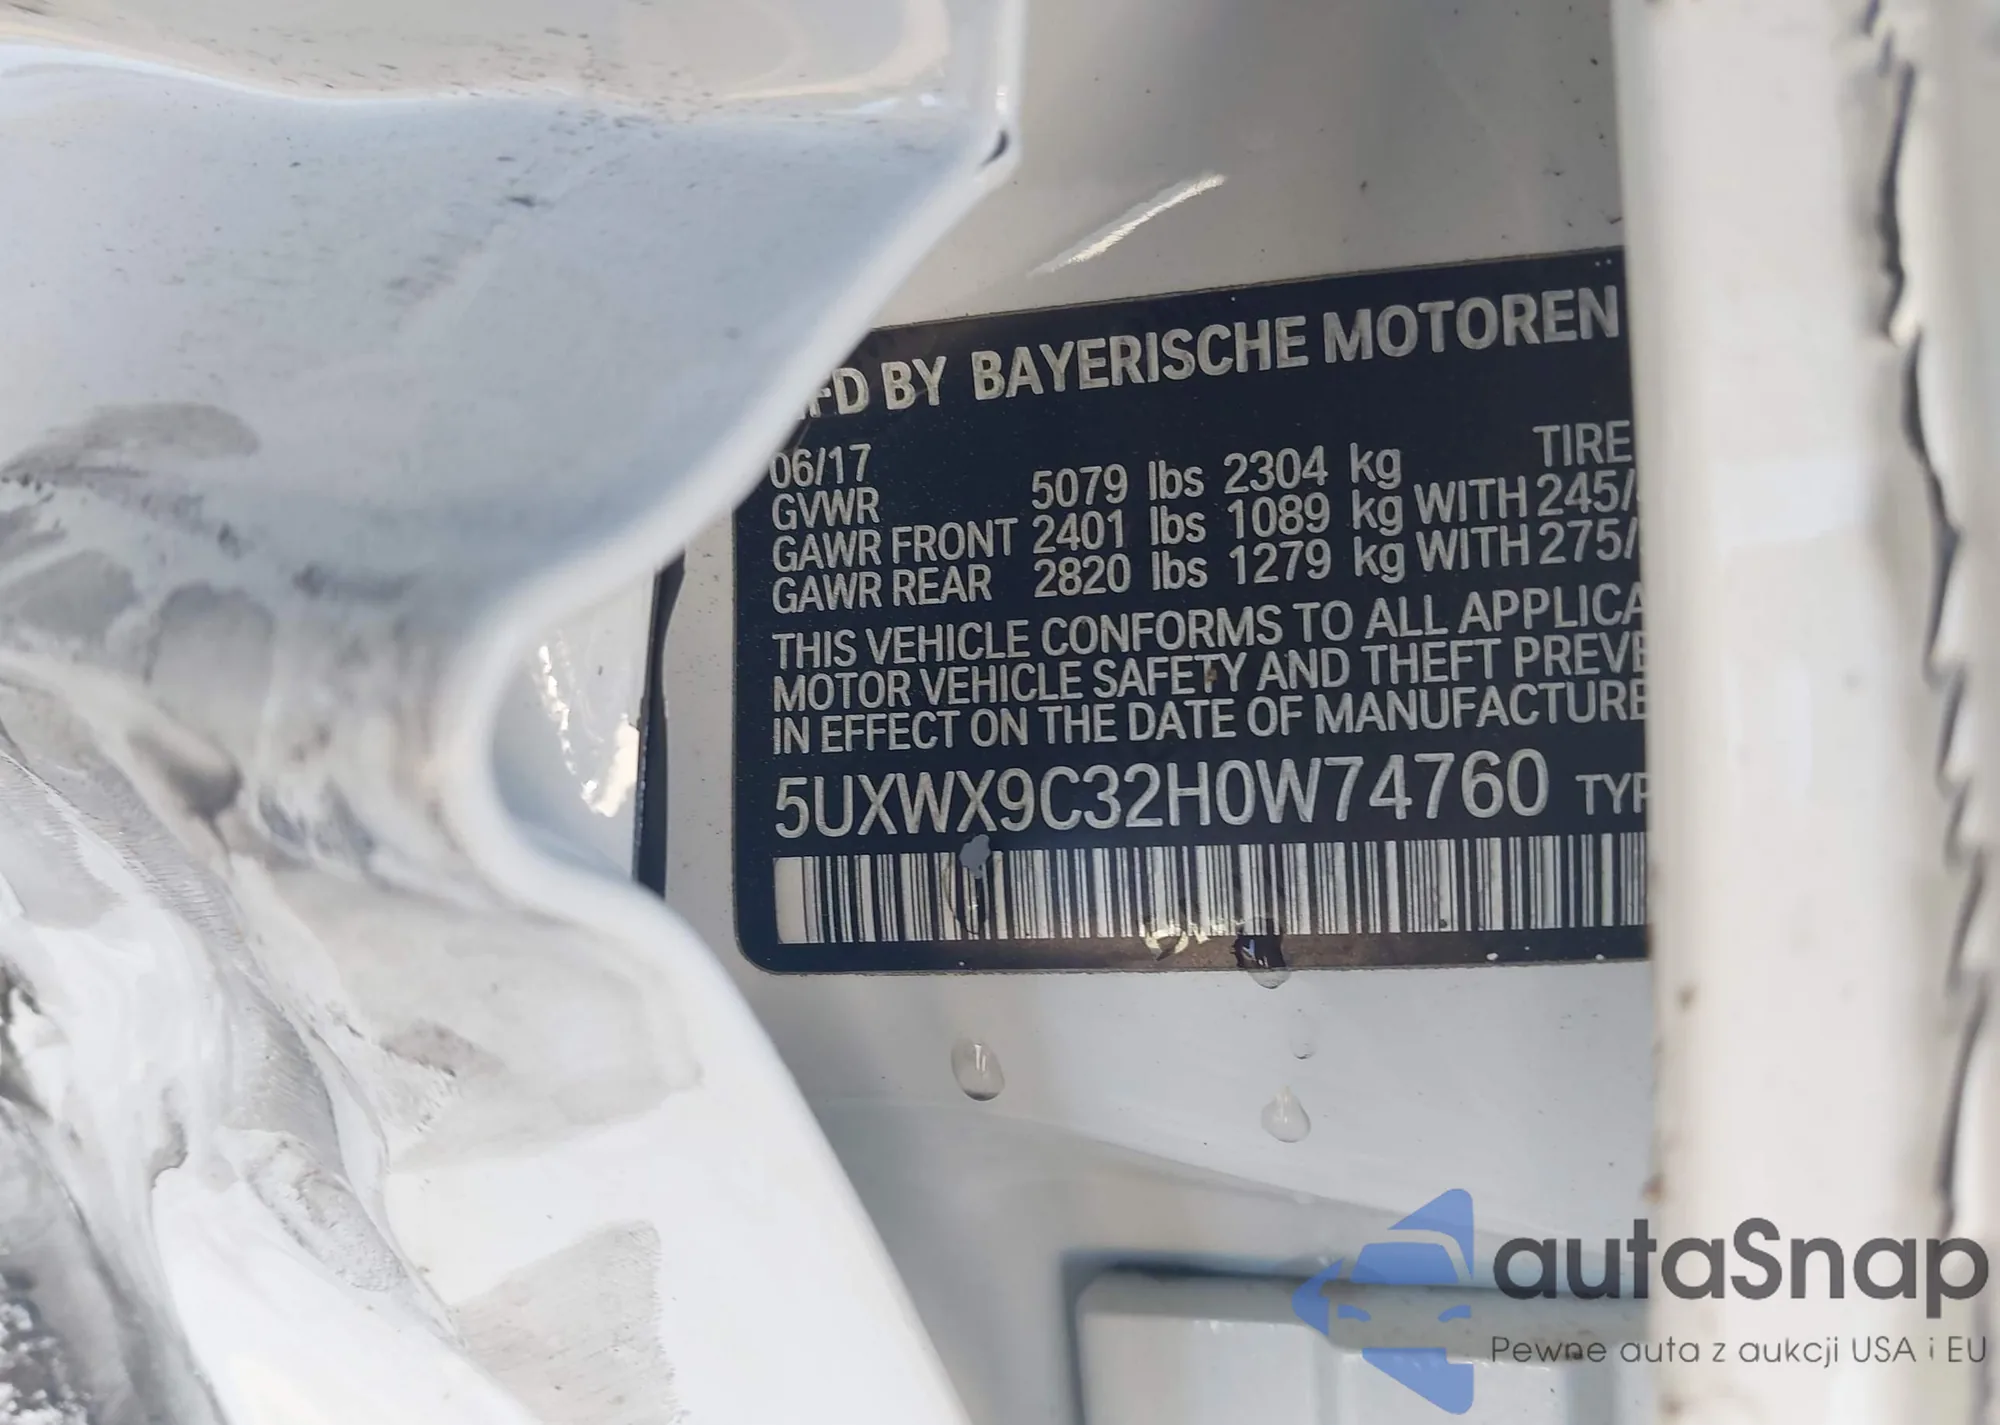 MFD BY BAYERISCHE MOTOREN
06/17 TIRE
GVWR 5079 lbs 2304 kg
GAWR FRONT 2401 lbs 1089 kg WITH 245/
GAWR REAR 2820 lbs 1279 kg WITH 275/
THIS VEHICLE CONFORMS TO ALL APPLICA
MOTOR VEHICLE SAFETY AND THEFT PREVE
IN EFFECT ON THE DATE OF MANUFACTURE
5UXWX9C32H0W74760 TYP
autaSnap
Pewne auta z aukcji USA i EU